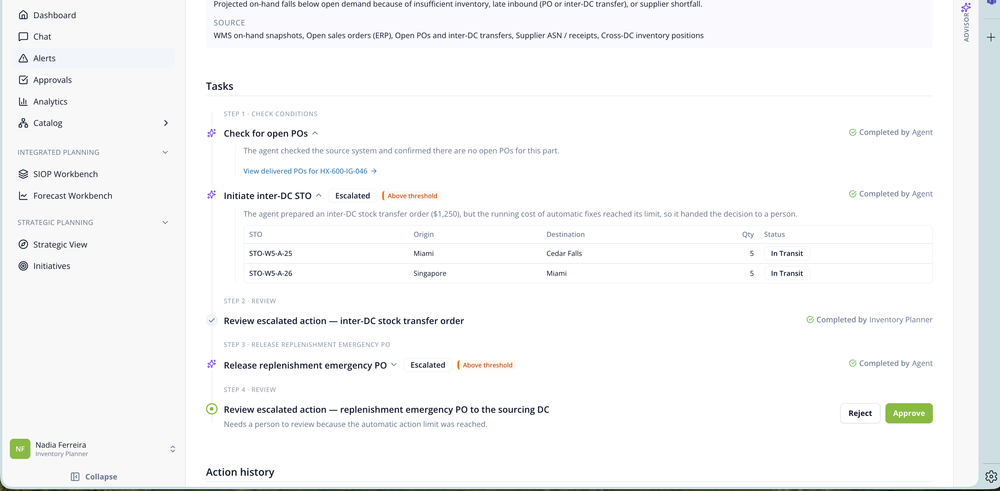 Dashboard
Chat
Alerts
Approvals
Analytics
Catalog
INTEGRATED PLANNING
SIOP Workbench
Forecast Workbench
STRATEGIC PLANNING
Strategic View
Initiatives
NF
Nadia Ferreira
Inventory Planner
Collapse
Projected on-hand falls below open demand because of insufficient inventory, late inbound (PO or inter-DC transfer), or supplier shortfall.
SOURCE
WMS on-hand snapshots, Open sales orders (ERP), Open POs and inter-DC transfers, Supplier ASN / receipts, Cross-DC inventory positions
Tasks
STEP 1 · CHECK CONDITIONS
Check for open POs Completed by Agent
The agent checked the source system and confirmed there are no open POs for this part.
View delivered POs for HX-600-IG-046 →
Initiate inter-DC STO Escalated Above threshold Completed by Agent
The agent prepared an inter-DC stock transfer order ($1,250), but the running cost of automatic fixes reached its limit, so it handed the decision to a person.
STO Origin Destination Qty Status
STO-W5-A-25 Miami Cedar Falls 5 In Transit
STO-W5-A-26 Singapore Miami 5 In Transit
STEP 2 · REVIEW
Review escalated action — inter-DC stock transfer order Completed by Inventory Planner
STEP 3 · RELEASE REPLENISHMENT EMERGENCY PO
Release replenishment emergency PO Escalated Above threshold Completed by Agent
STEP 4 · REVIEW
Review escalated action — replenishment emergency PO to the sourcing DC Reject Approve
Needs a person to review because the automatic action limit was reached.
Action history
ADVISOR